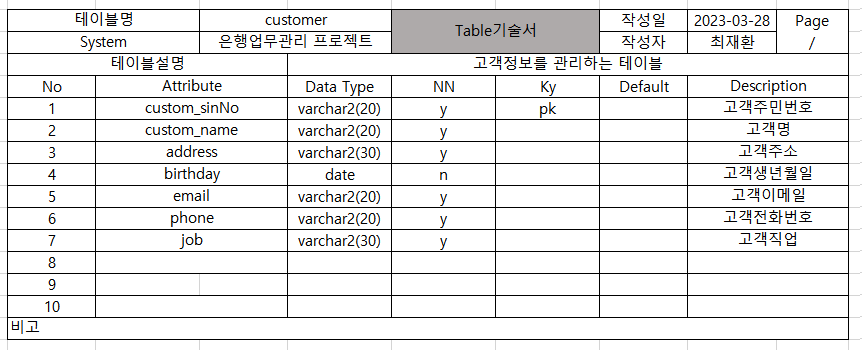 테이블명 customer Table기술서 작성일 2023-03-28 Page
System 은행업무관리 프로젝트 작성자 최재환 /
테이블설명 고객정보를 관리하는 테이블
No Attribute Data Type NN Ky Default Description
1 custom_sinNo varchar2(20) y pk 고객주민번호
2 custom_name varchar2(20) y 고객명
3 address varchar2(30) y 고객주소
4 birthday date n 고객생년월일
5 email varchar2(20) y 고객이메일
6 phone varchar2(20) y 고객전화번호
7 job varchar2(30) y 고객직업
8
9
10
비고